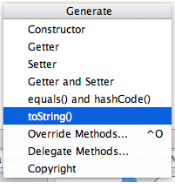 Generate
Constructor
Getter
Setter
Getter and Setter
equals() and hashCode()
toString()
Override Methods... ^O
Delegate Methods...
Copyright